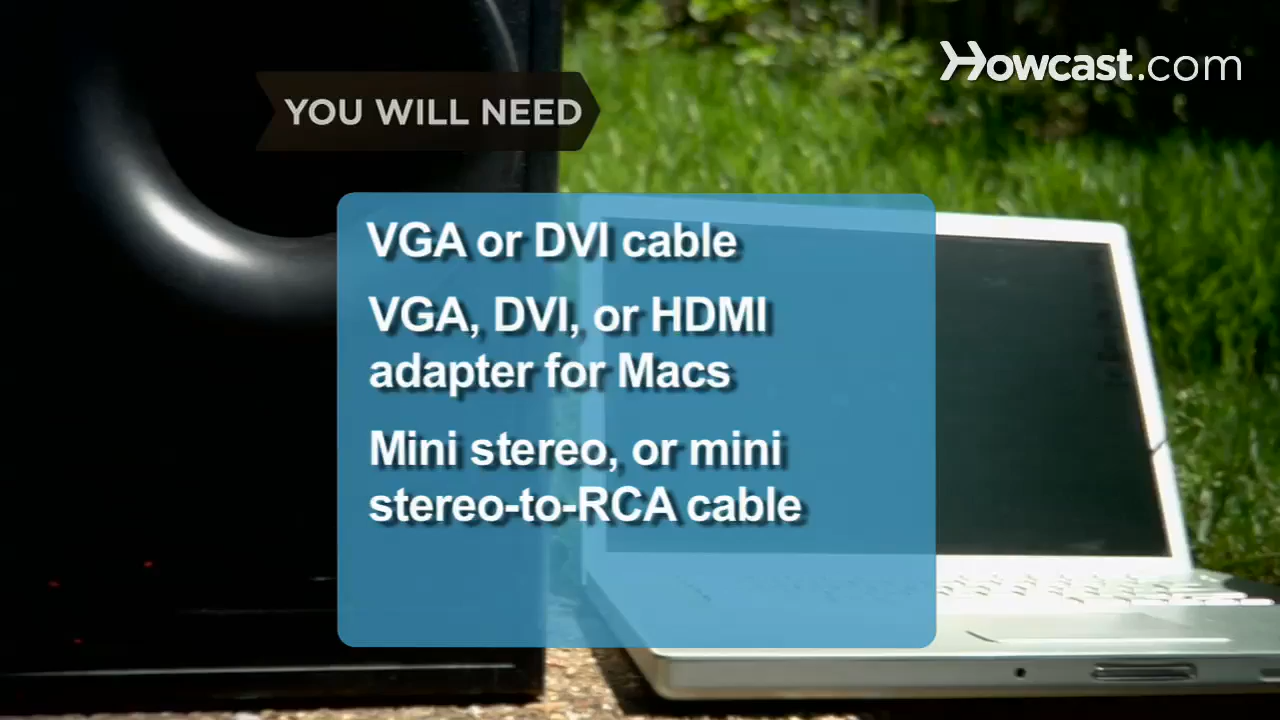 Howcast.com
YOU WILL NEED
VGA or DVI cable
VGA, DVI, or HDMI
adapter for Macs
Mini stereo, or mini
stereo-to-RCA cable